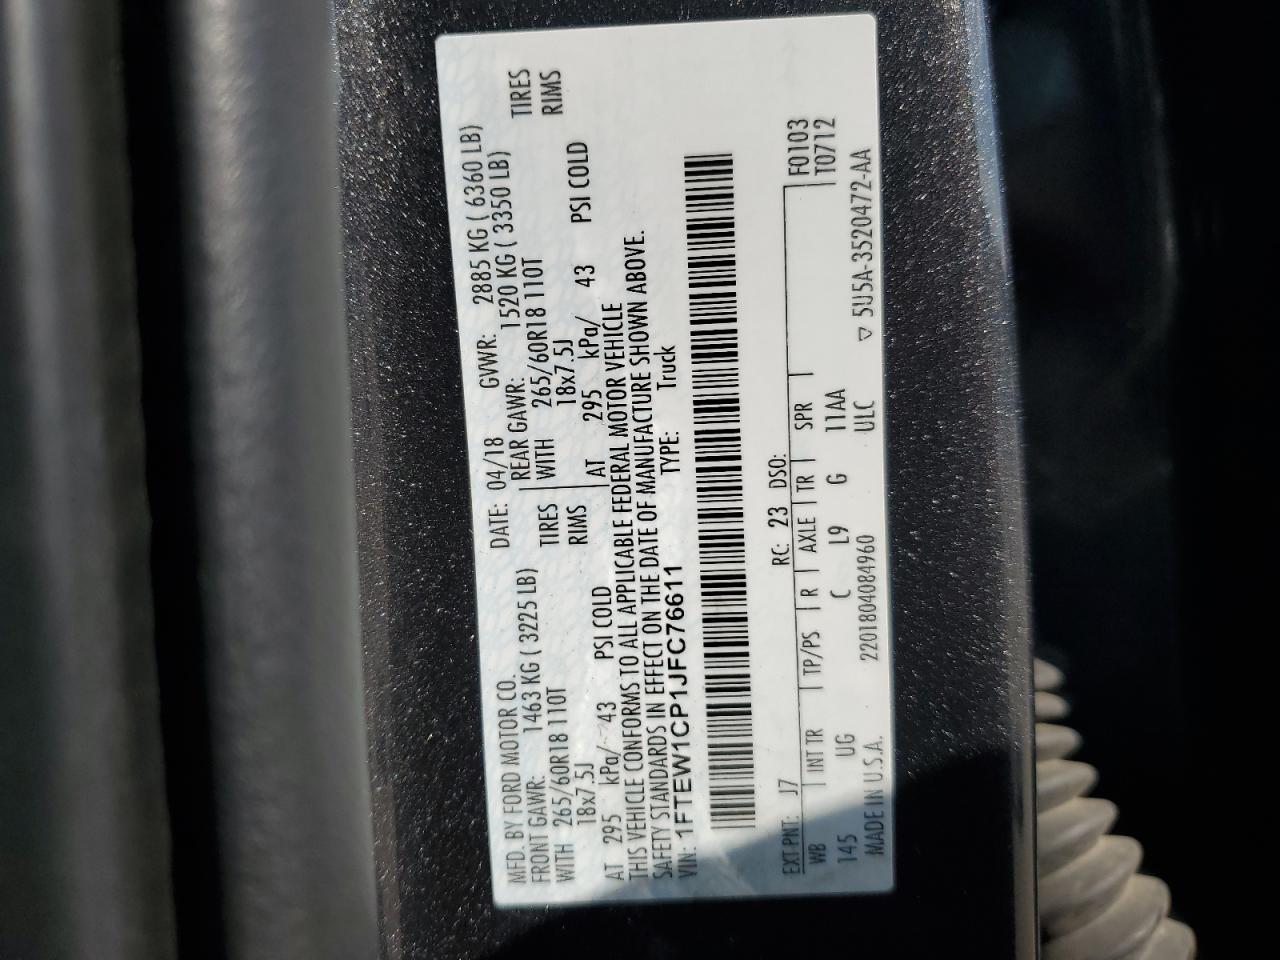 MFD. BY FORD MOTOR CO.
DATE: 04/18 GVWR: 2885 KG ( 6360 LB)
FRONT GAWR: 1463 KG ( 3225 LB) REAR GAWR: 1520 KG ( 3350 LB)
WITH 265/60R18 110T TIRES WITH 265/60R18 110T TIRES
18x7.5J RIMS 18x7.5J RIMS
AT 295 kPa/ 43 PSI COLD AT 295 kPa/ 43 PSI COLD
THIS VEHICLE CONFORMS TO ALL APPLICABLE FEDERAL MOTOR VEHICLE
SAFETY STANDARDS IN EFFECT ON THE DATE OF MANUFACTURE SHOWN ABOVE.
VIN: 1FTEW1CP1JFC76611 TYPE: Truck
EXT PNT: J7 RC: 23 DSO: F0103
WB INT TR TP/PS R AXLE TR SPR T0712
145 UG C L9 G 11AA
MADE IN U.S.A. 2201804084960 ULC ▽ 5U5A-3520472-AA